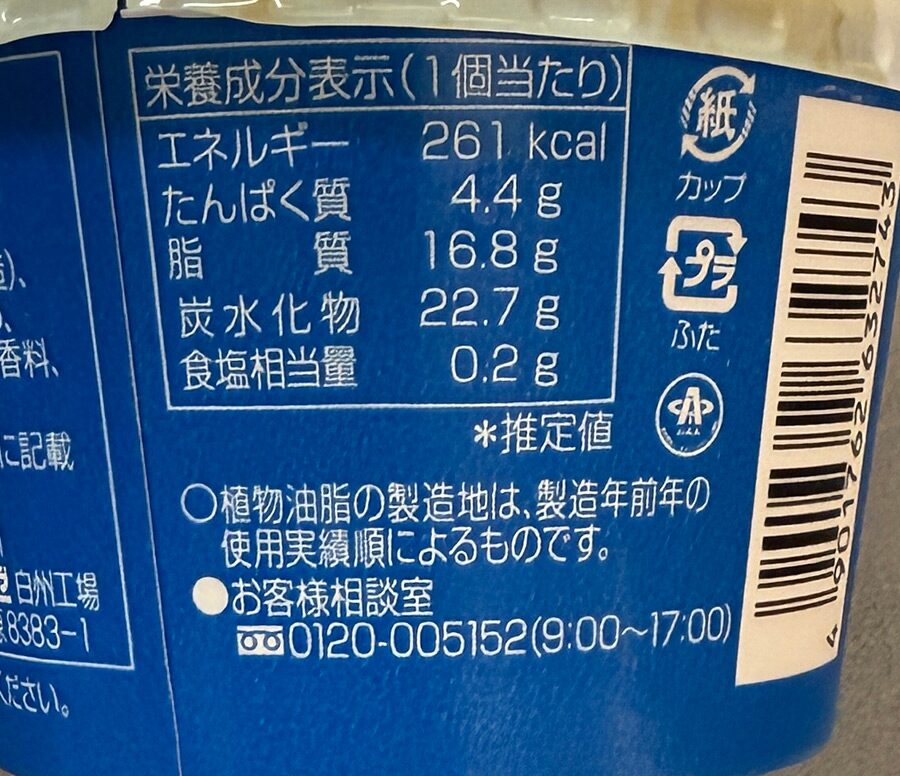 栄養成分表示(1個当たり)
エネルギー 261 kcal
たんぱく質 4.4 g
脂質 16.8 g
炭水化物 22.7 g
食塩相当量 0.2 g
*推定値
○植物油脂の製造地は、製造年前年の
使用実績順によるものです。
●お客様相談室
0120-005152(9:00~17:00)
紙
カップ
プラ
ふた
4 901762 632743
香料、
に記載
白州工場
8383-1
ください。